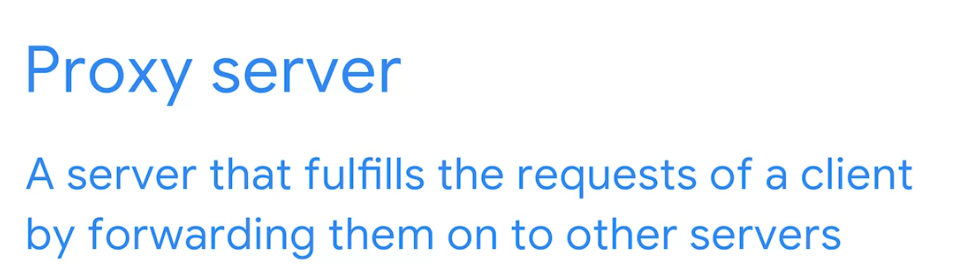 Proxy server
A server that fulfills the requests of a client
by forwarding them on to other servers